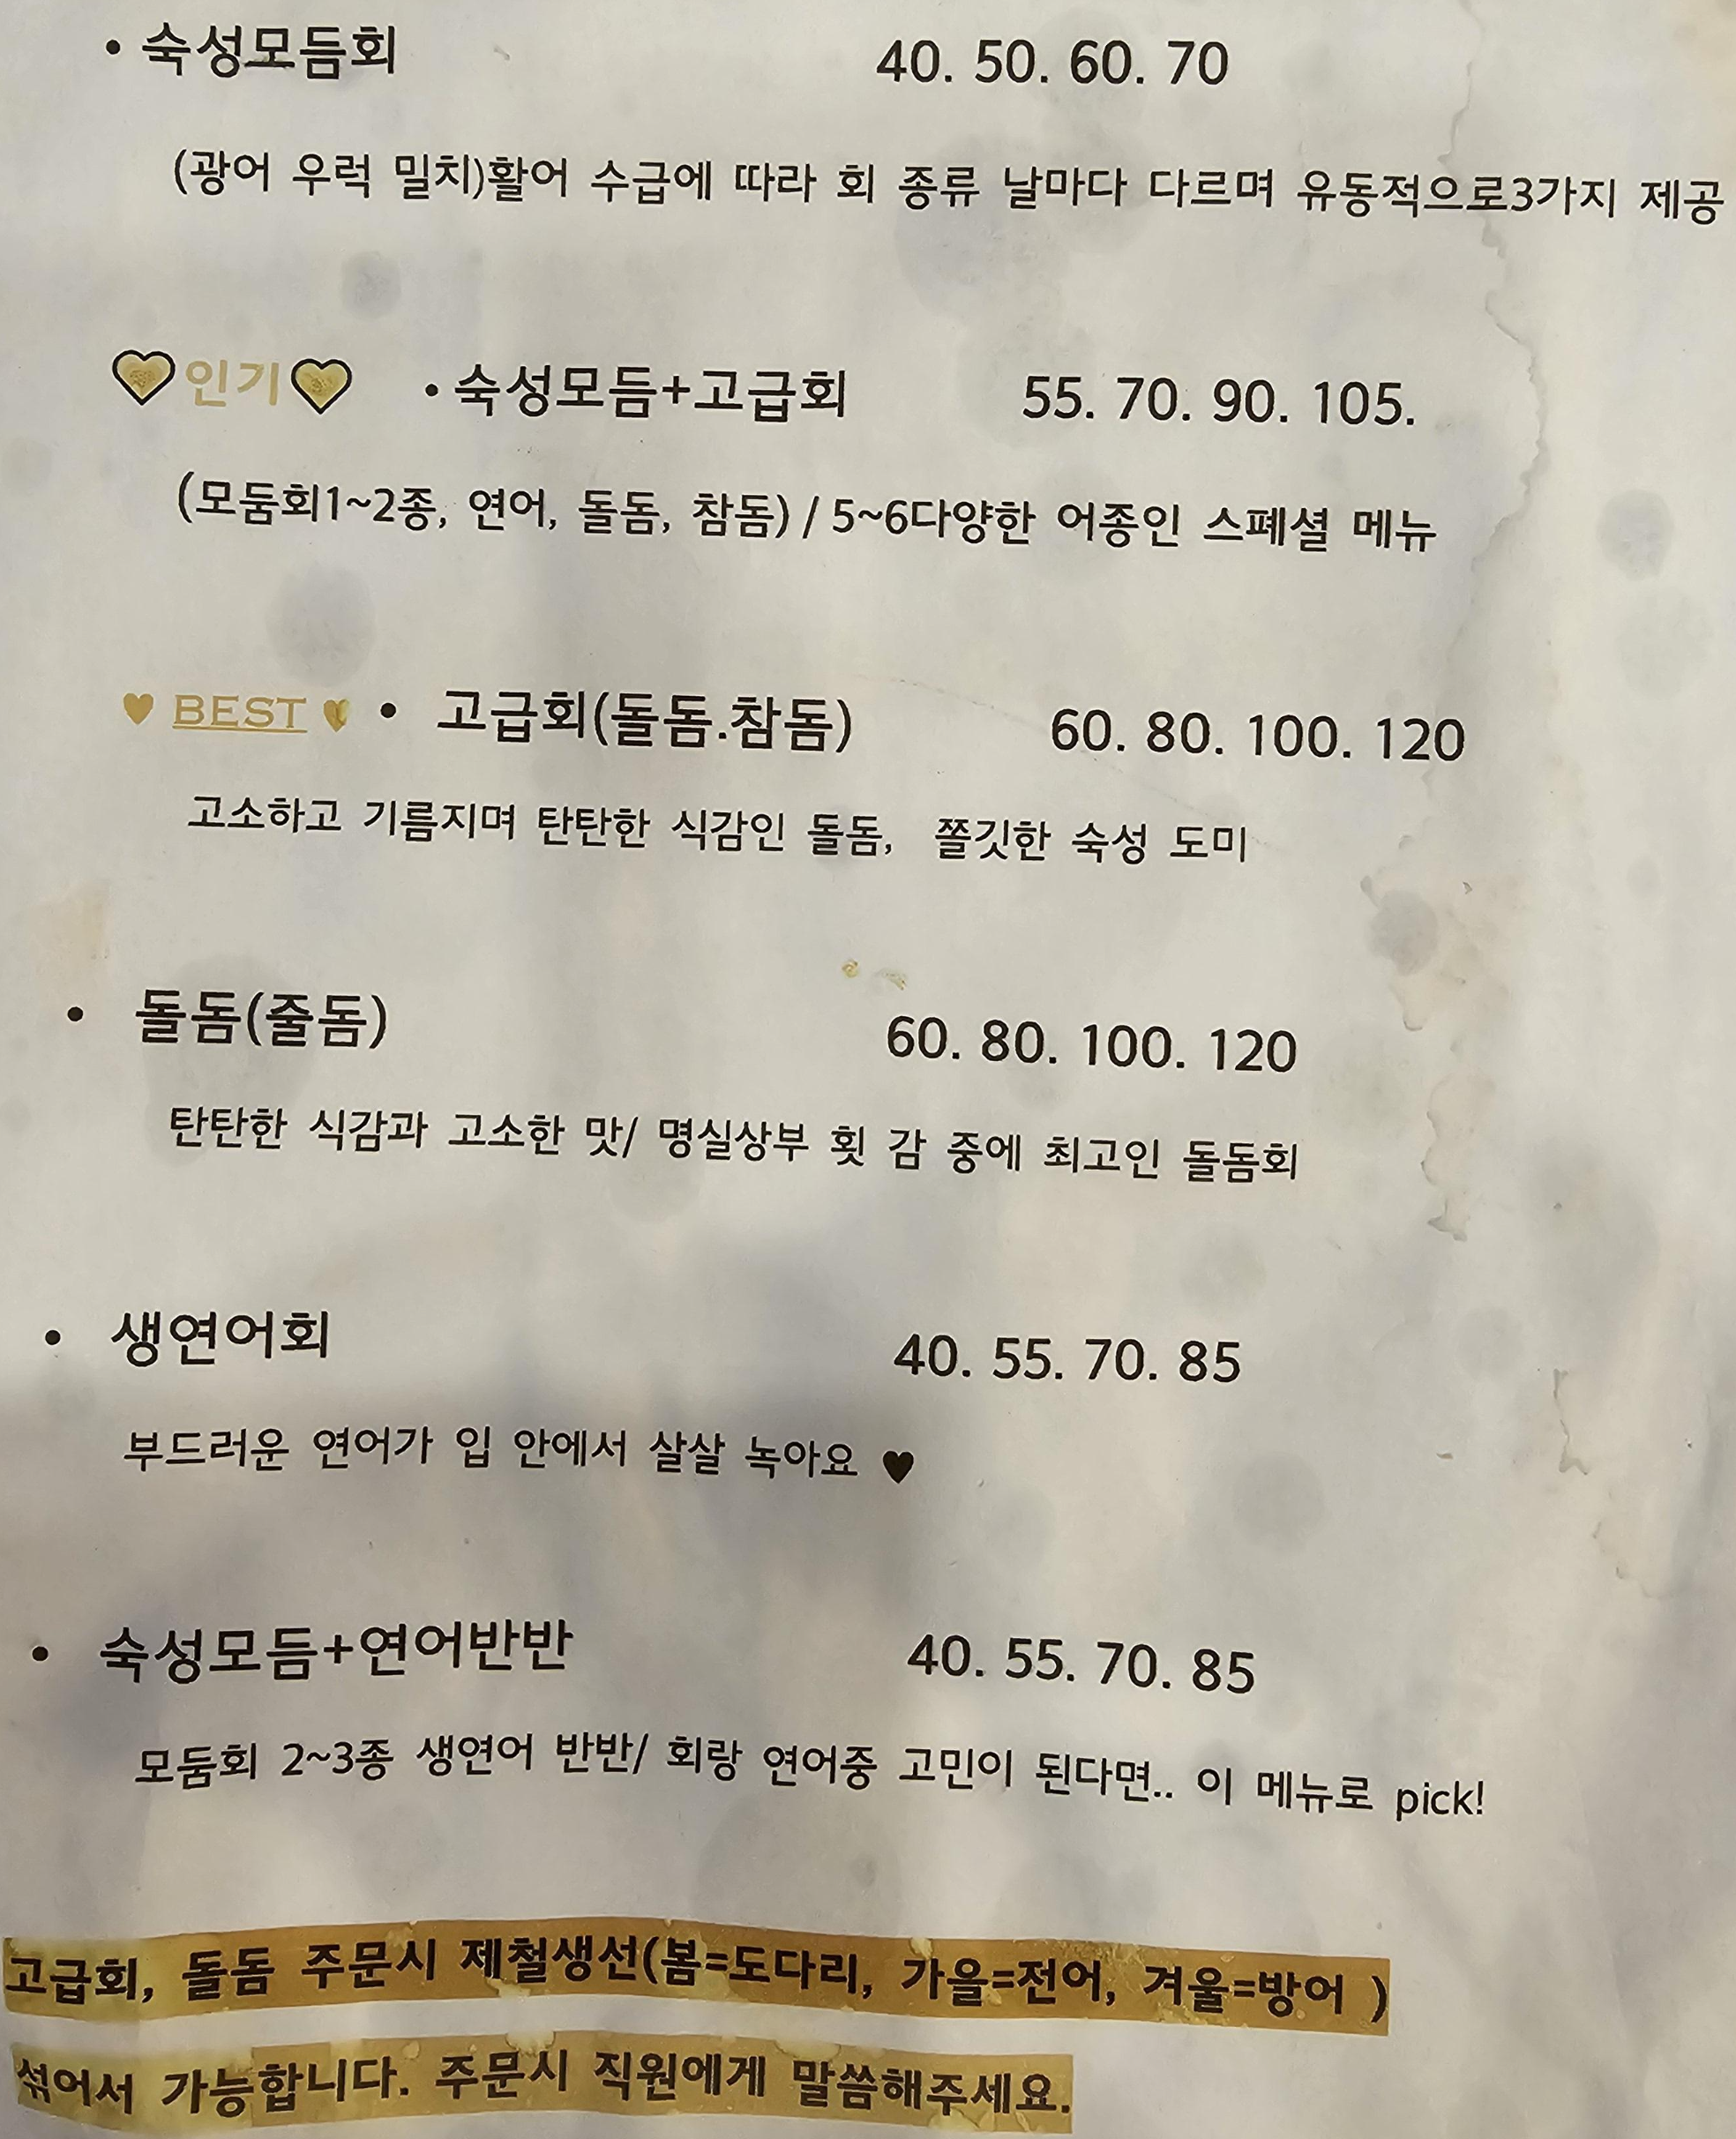 • 숙성모듬회 40. 50. 60. 70
(광어 우럭 밀치)활어 수급에 따라 회 종류 날마다 다르며 유동적으로3가지 제공
♡인기♡ • 숙성모듬+고급회 55. 70. 90. 105.
(모둠회1~2종, 연어, 돌돔, 참돔) / 5~6다양한 어종인 스폐셜 메뉴
♥ BEST ♥ • 고급회(돌돔.참돔) 60. 80. 100. 120
고소하고 기름지며 탄탄한 식감인 돌돔, 쫄깃한 숙성 도미
• 돌돔(줄돔) 60. 80. 100. 120
탄탄한 식감과 고소한 맛/ 명실상부 횟 감 중에 최고인 돌돔회
• 생연어회 40. 55. 70. 85
부드러운 연어가 입 안에서 살살 녹아요 ♥
• 숙성모듬+연어반반 40. 55. 70. 85
모둠회 2~3종 생연어 반반/ 회랑 연어중 고민이 된다면.. 이 메뉴로 pick!
고급회, 돌돔 주문시 제철생선(봄=도다리, 가을=전어, 겨울=방어 )
섞어서 가능합니다. 주문시 직원에게 말씀해주세요.